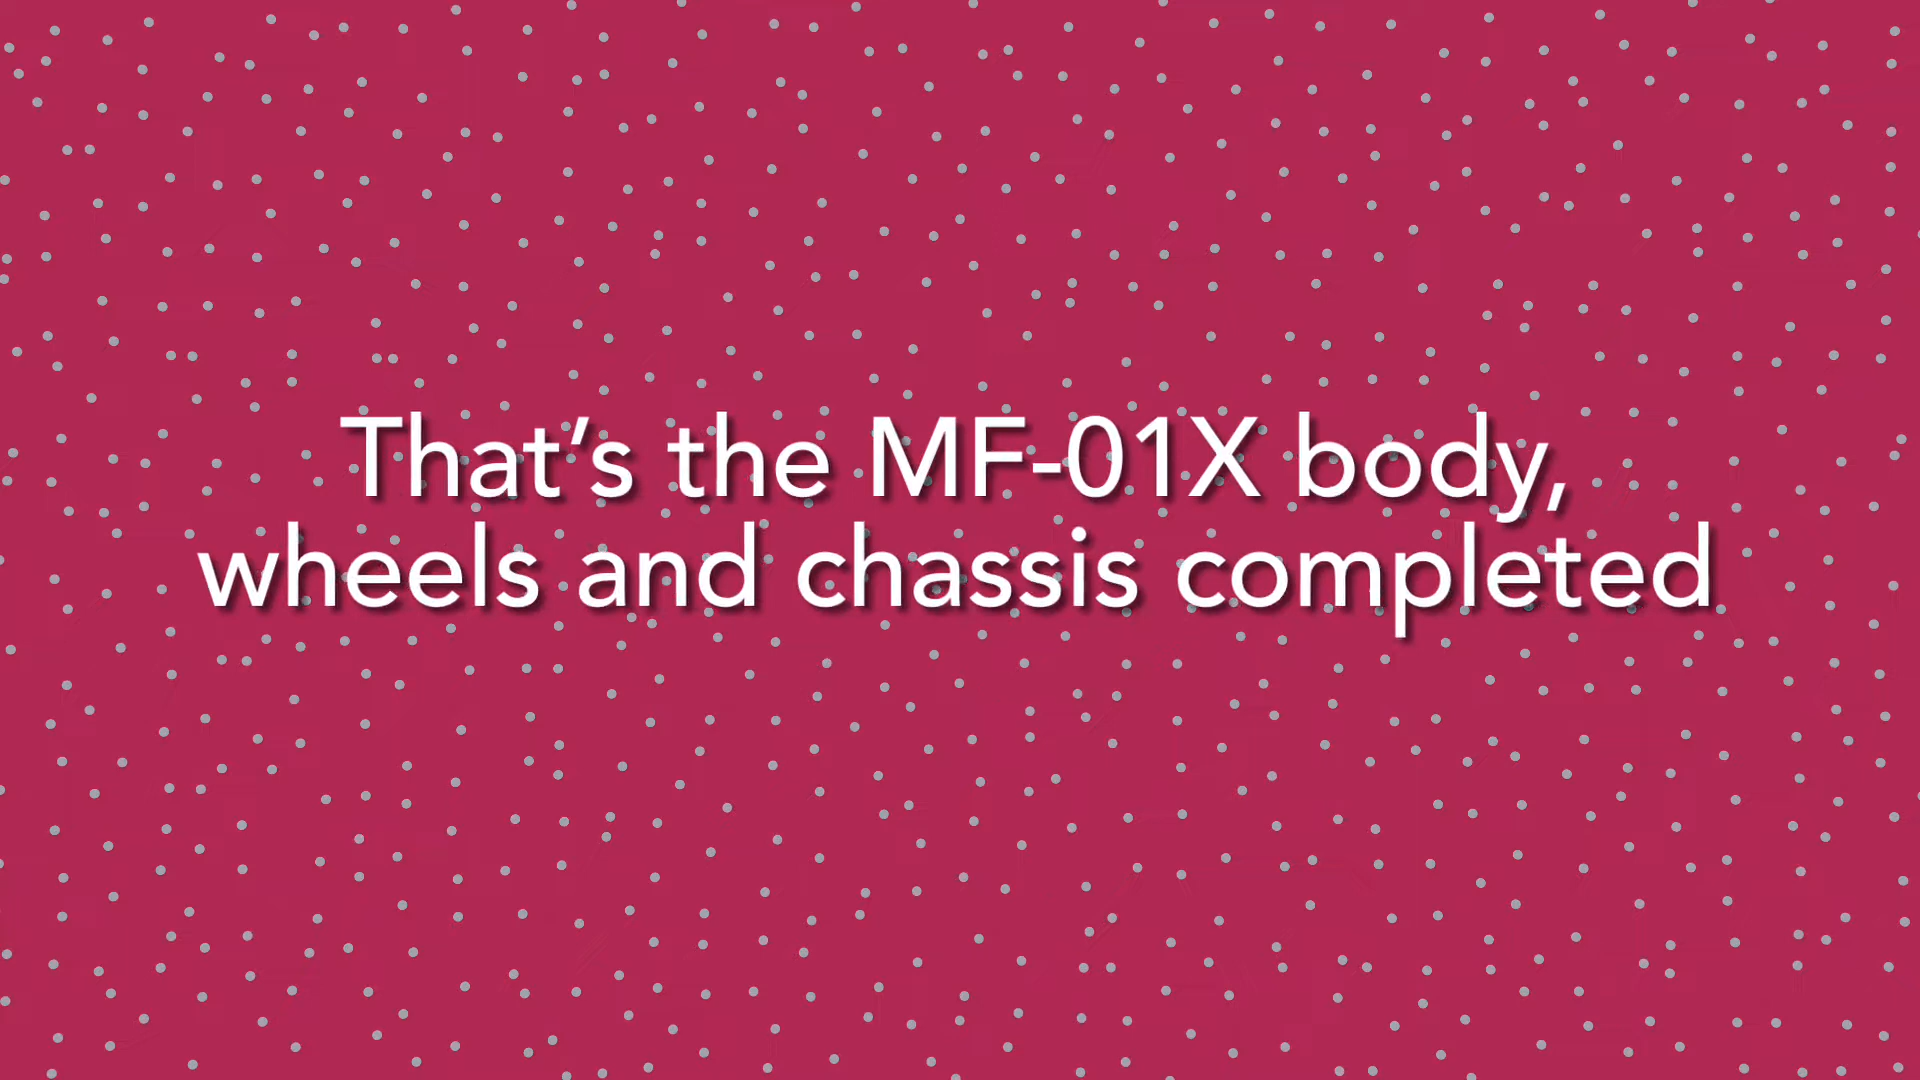 That’s the MF-01X body,
wheels and chassis completed